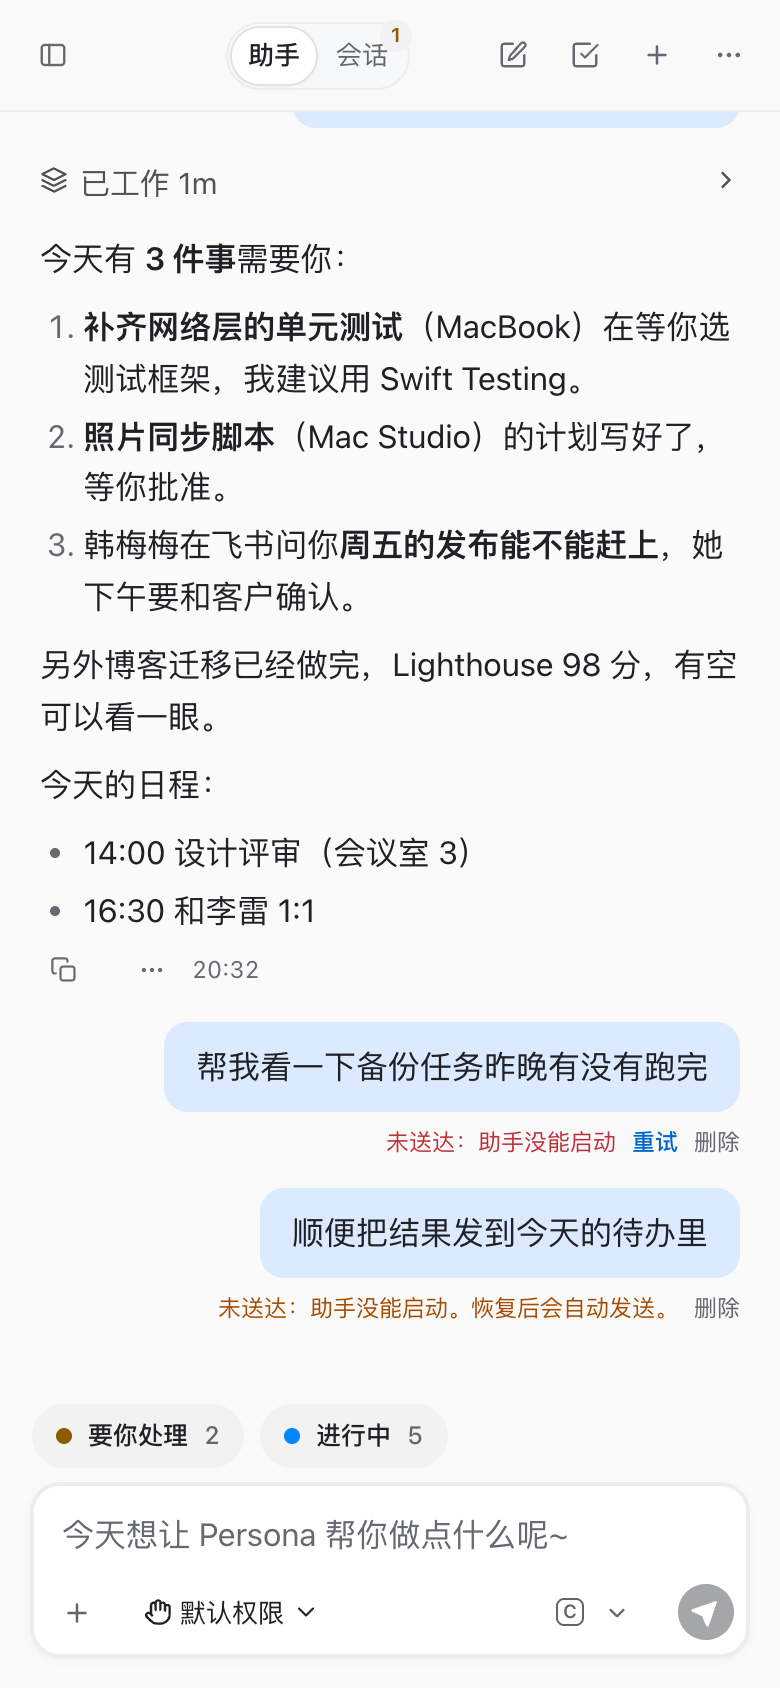 助手
会话
1
已工作 1m
今天有 3 件事需要你：
1. 补齐网络层的单元测试（MacBook）在等你选
测试框架，我建议用 Swift Testing。
2. 照片同步脚本（Mac Studio）的计划写好了，
等你批准。
3. 韩梅梅在飞书问你周五的发布能不能赶上，她
下午要和客户确认。
另外博客迁移已经做完，Lighthouse 98 分，有空
可以看一眼。
今天的日程：
• 14:00 设计评审（会议室 3）
• 16:30 和李雷 1:1
20:32
帮我看一下备份任务昨晚有没有跑完
未送达：助手没能启动 重试 删除
顺便把结果发到今天的待办里
未送达：助手没能启动。恢复后会自动发送。 删除
要你处理 2
进行中 5
今天想让 Persona 帮你做点什么呢~
默认权限
C